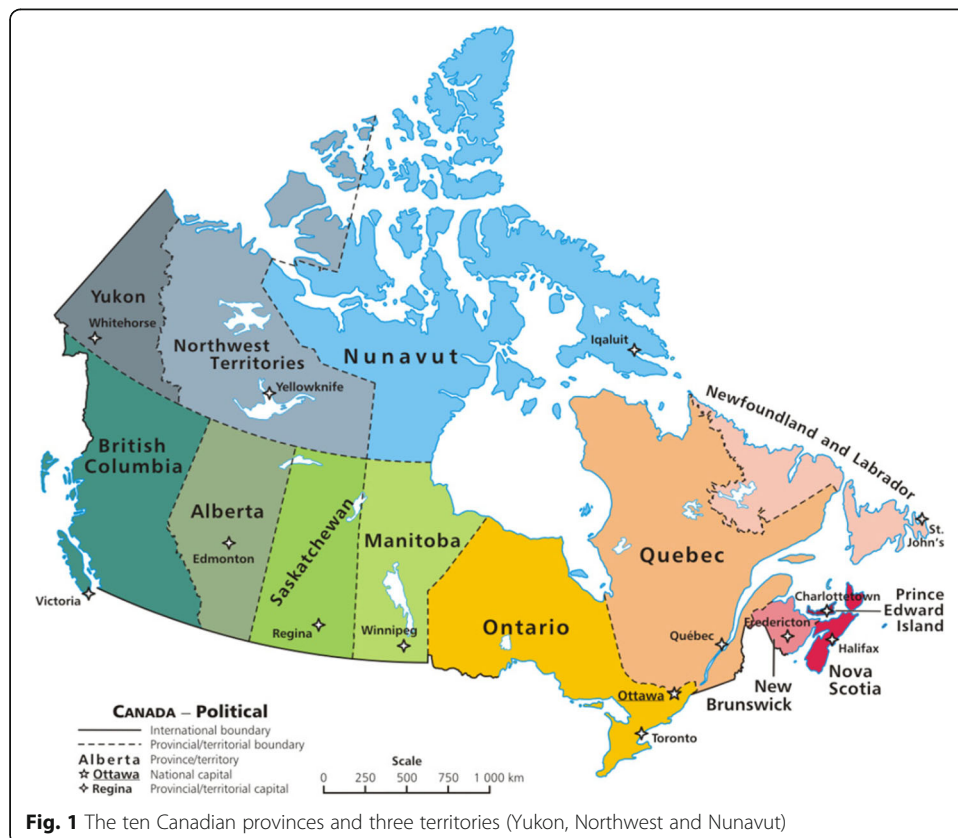 Yukon
Whitehorse
Northwest
Territories
Yellowknife
Nunavut
Iqaluit
British
Columbia
Victoria
Alberta
Edmonton
Saskatchewan
Regina
Manitoba
Winnipeg
Ontario
Ottawa
Toronto
Quebec
Québec
Newfoundland and Labrador
St.
John's
Charlottetown
Prince
Edward
Island
Fredericton
Halifax
Nova
Scotia
New
Brunswick
CANADA – Political
International boundary
Provincial/territorial boundary
Alberta Province/territory
Ottawa National capital
Regina Provincial/territorial capital
Scale
0 250 500 750 1 000 km
Fig. 1 The ten Canadian provinces and three territories (Yukon, Northwest and Nunavut)